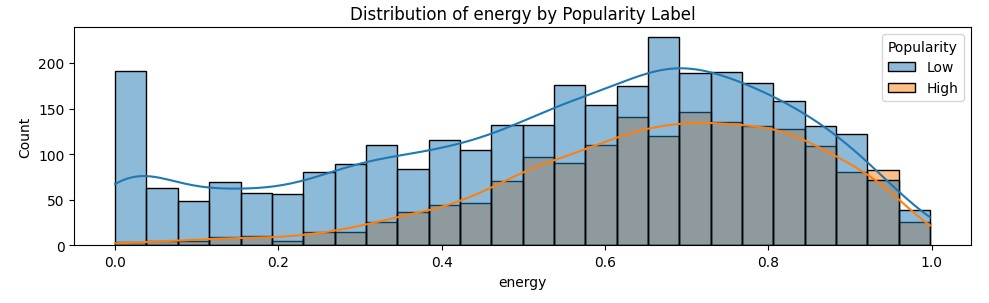 Distribution of energy by Popularity Label
Count
200
150
100
50
0
0.0 0.2 0.4 0.6 0.8 1.0
energy
Popularity
Low
High